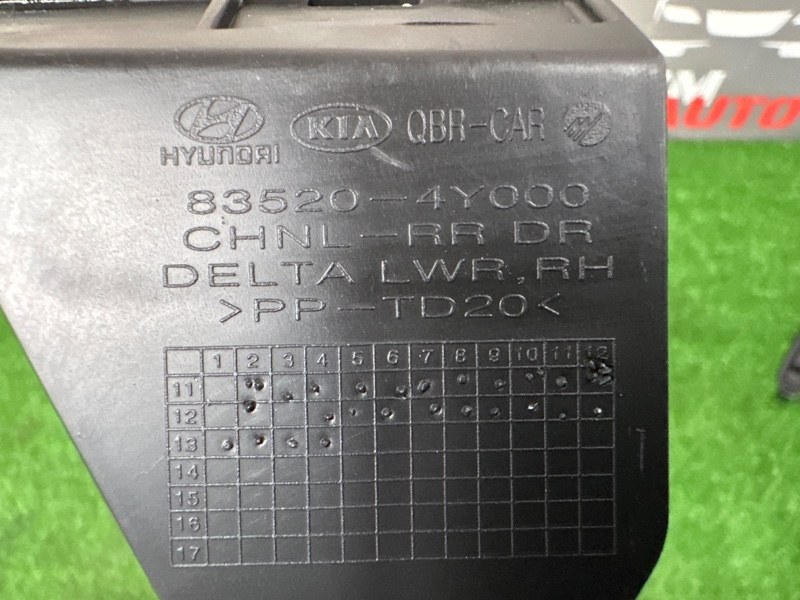 KIA QBR-CAR
HYUNDAI
83520-4Y000
CHNL-RR DR
DELTA LWR,RH
>PP-TD20<
1 2 3 4 5 6 7 8 9 10 11 12
11
12
13
14
15
16
17
AUTO